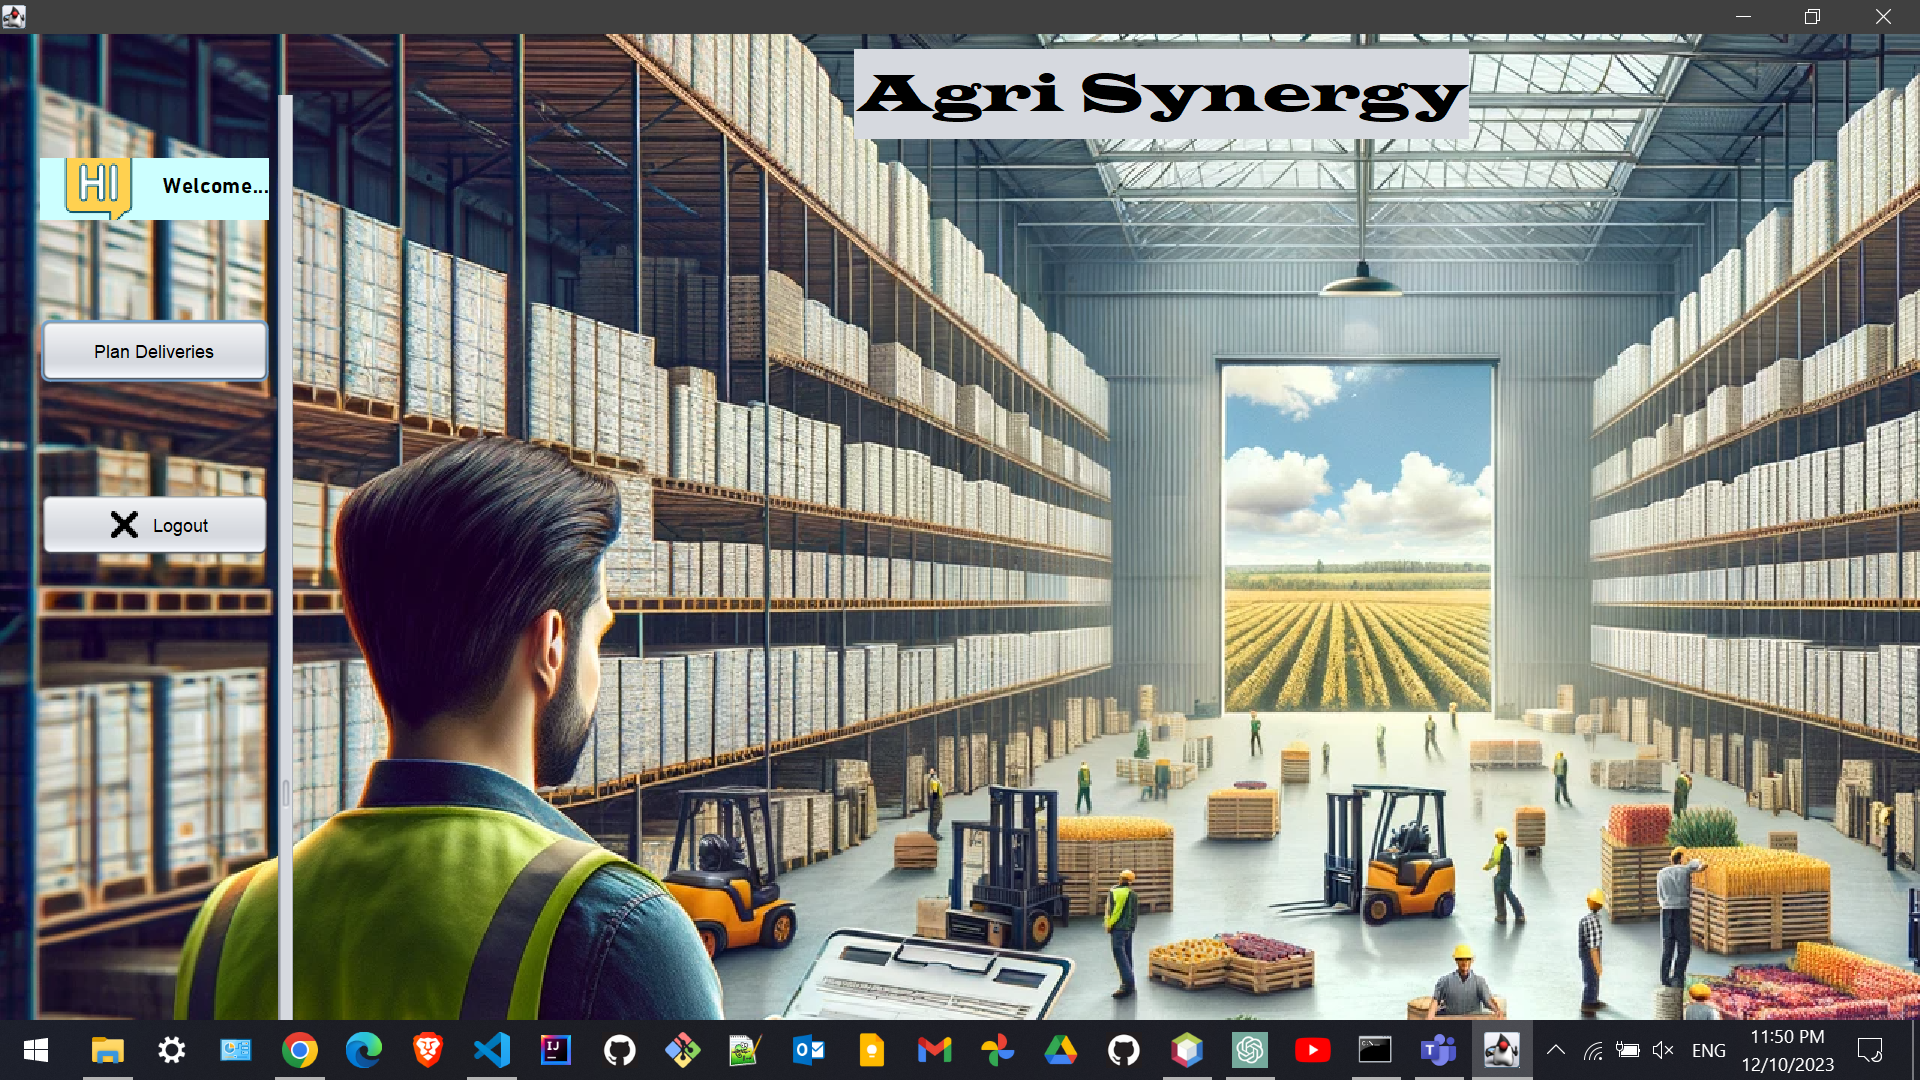 Agri Synergy
HI Welcome...
Plan Deliveries
Logout
ENG
11:50 PM
12/10/2023